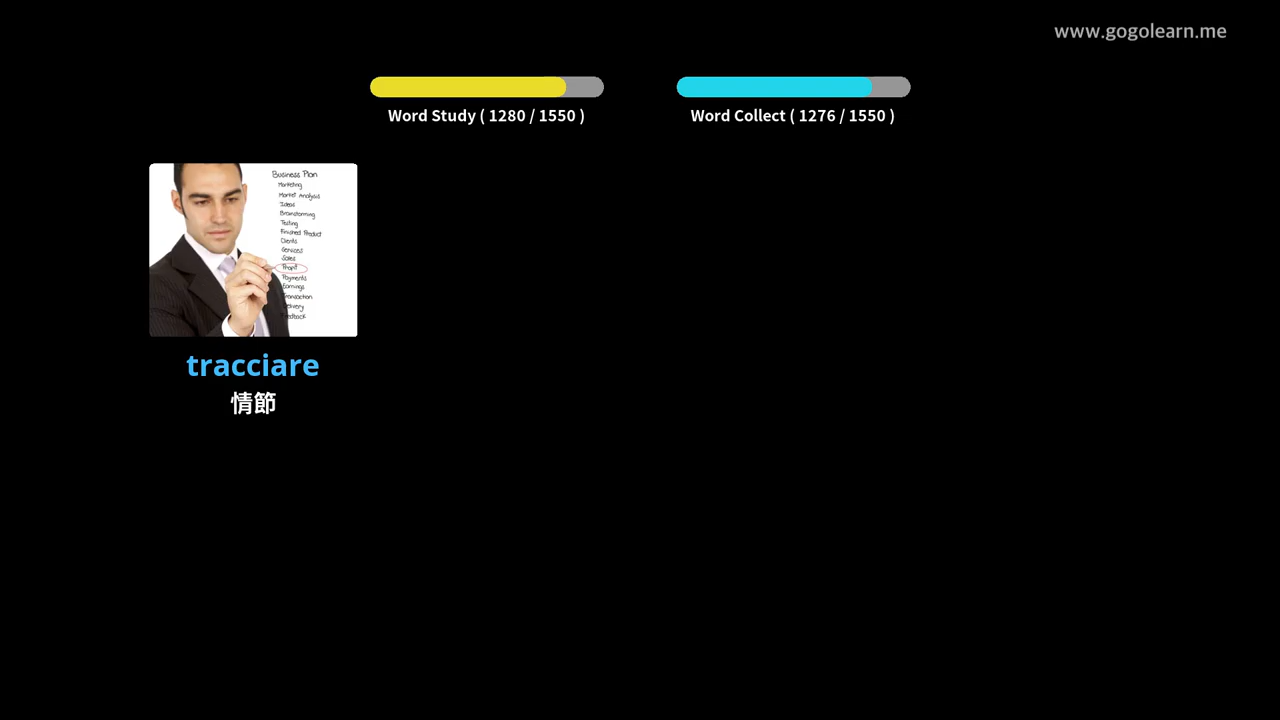 www.gogolearn.me
Word Study ( 1280 / 1550 )
Word Collect ( 1276 / 1550 )
Business Plan
Marketing
Market Analysis
Ideas
Brainstorming
Testing
Finished Product
Clients
Services
Sales
Profit
Payments
Earnings
Transaction
Delivery
Feedback
tracciare
情節